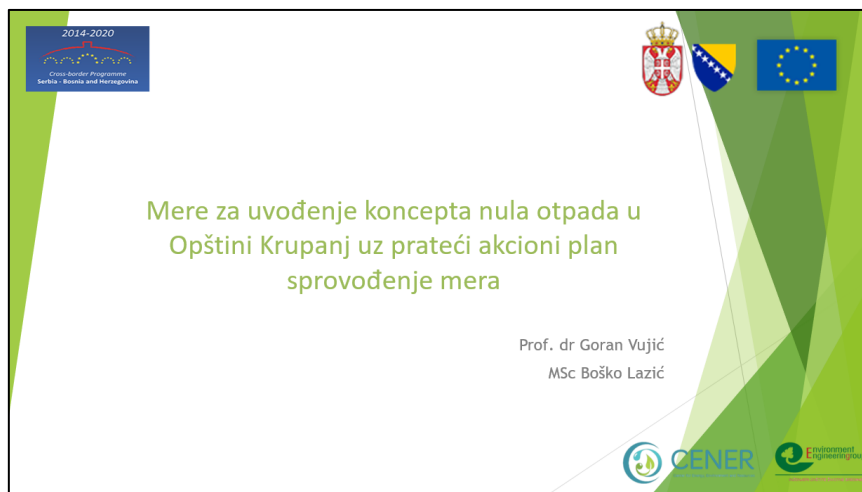 2014-2020
Cross-border Programme
Serbia - Bosnia and Herzegovina
Mere za uvođenje koncepta nula otpada u
Opštini Krupanj uz prateći akcioni plan
sprovođenje mera
Prof. dr Goran Vujić
MSc Boško Lazić
CENER
Environment
Engineeringgroup